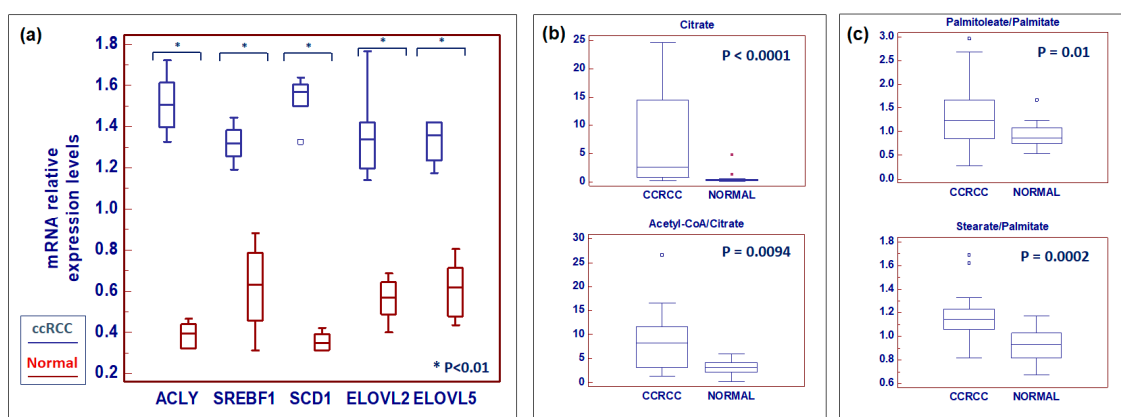 (a)
* * * * *
1.8
1.6
1.4
1.2
1.0
0.8
0.6
0.4
0.2
mRNA relative
expression levels
ccRCC
Normal
* P<0.01
ACLY SREBF1 SCD1 ELOVL2 ELOVL5
(b)
Citrate
P < 0.0001
25
20
15
10
5
0
CCRCC NORMAL
Acetyl-CoA/Citrate
P = 0.0094
30
25
20
15
10
5
0
CCRCC NORMAL
(c)
Palmitoleate/Palmitate
P = 0.01
3.0
2.5
2.0
1.5
1.0
0.5
0.0
CCRCC NORMAL
Stearate/Palmitate
P = 0.0002
1.8
1.6
1.4
1.2
1.0
0.8
0.6
CCRCC NORMAL